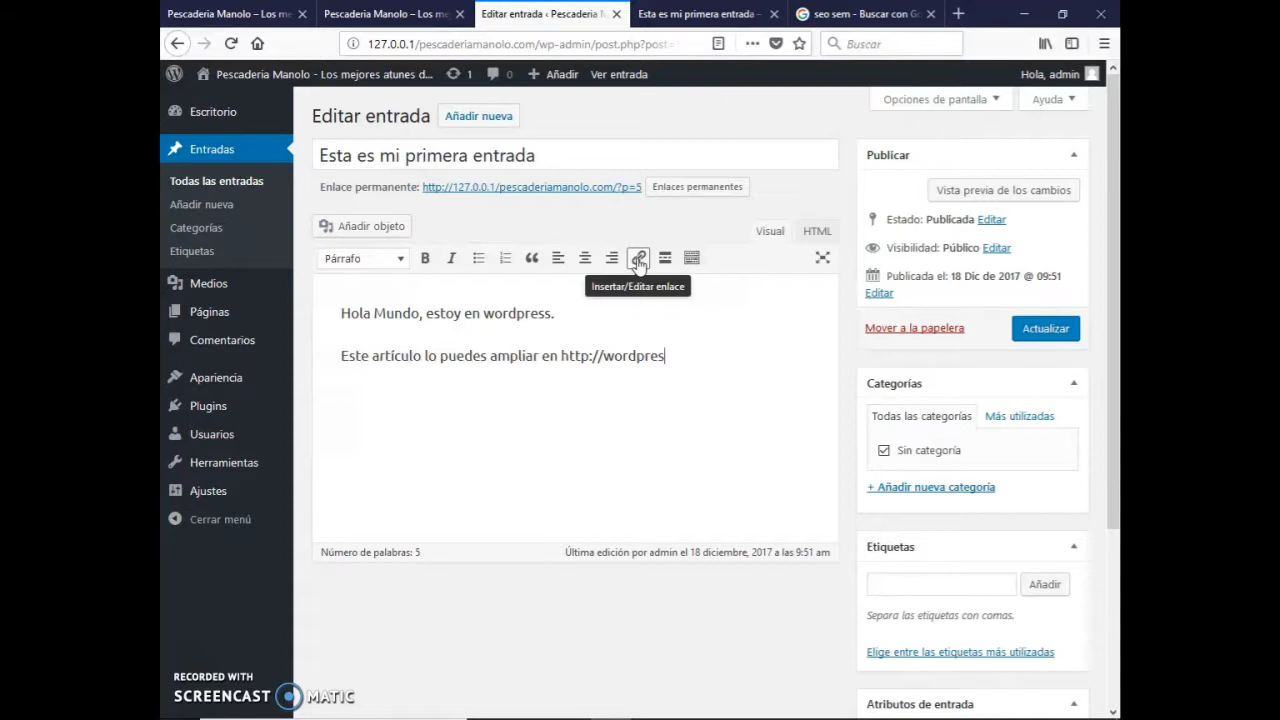 Pescaderia Manolo – Los me
Pescaderia Manolo – Los me
Editar entrada ‹ Pescaderia M
Esta es mi primera entrada –
seo sem - Buscar con Go
127.0.0.1/pescaderiamanolo.com/wp-admin/post.php?post=
Buscar
Pescaderia Manolo - Los mejores atunes d...
1
0
Añadir
Ver entrada
Hola, admin
Escritorio
Entradas
Todas las entradas
Añadir nueva
Categorías
Etiquetas
Medios
Páginas
Comentarios
Apariencia
Plugins
Usuarios
Herramientas
Ajustes
Cerrar menú
Opciones de pantalla
Ayuda
Editar entrada
Añadir nueva
Esta es mi primera entrada
Enlace permanente: http://127.0.0.1/pescaderiamanolo.com/?p=5
Enlaces permanentes
Añadir objeto
Visual
HTML
Párrafo
B
I
Insertar/Editar enlace
Hola Mundo, estoy en wordpress.
Este artículo lo puedes ampliar en http://wordpres
Número de palabras: 5
Última edición por admin el 18 diciembre, 2017 a las 9:51 am
Publicar
Vista previa de los cambios
Estado: Publicada Editar
Visibilidad: Público Editar
Publicada el: 18 Dic de 2017 @ 09:51
Editar
Mover a la papelera
Actualizar
Categorías
Todas las categorías
Más utilizadas
Sin categoría
+ Añadir nueva categoría
Etiquetas
Añadir
Separa las etiquetas con comas.
Elige entre las etiquetas más utilizadas
Atributos de entrada
RECORDED WITH
SCREENCAST MATIC